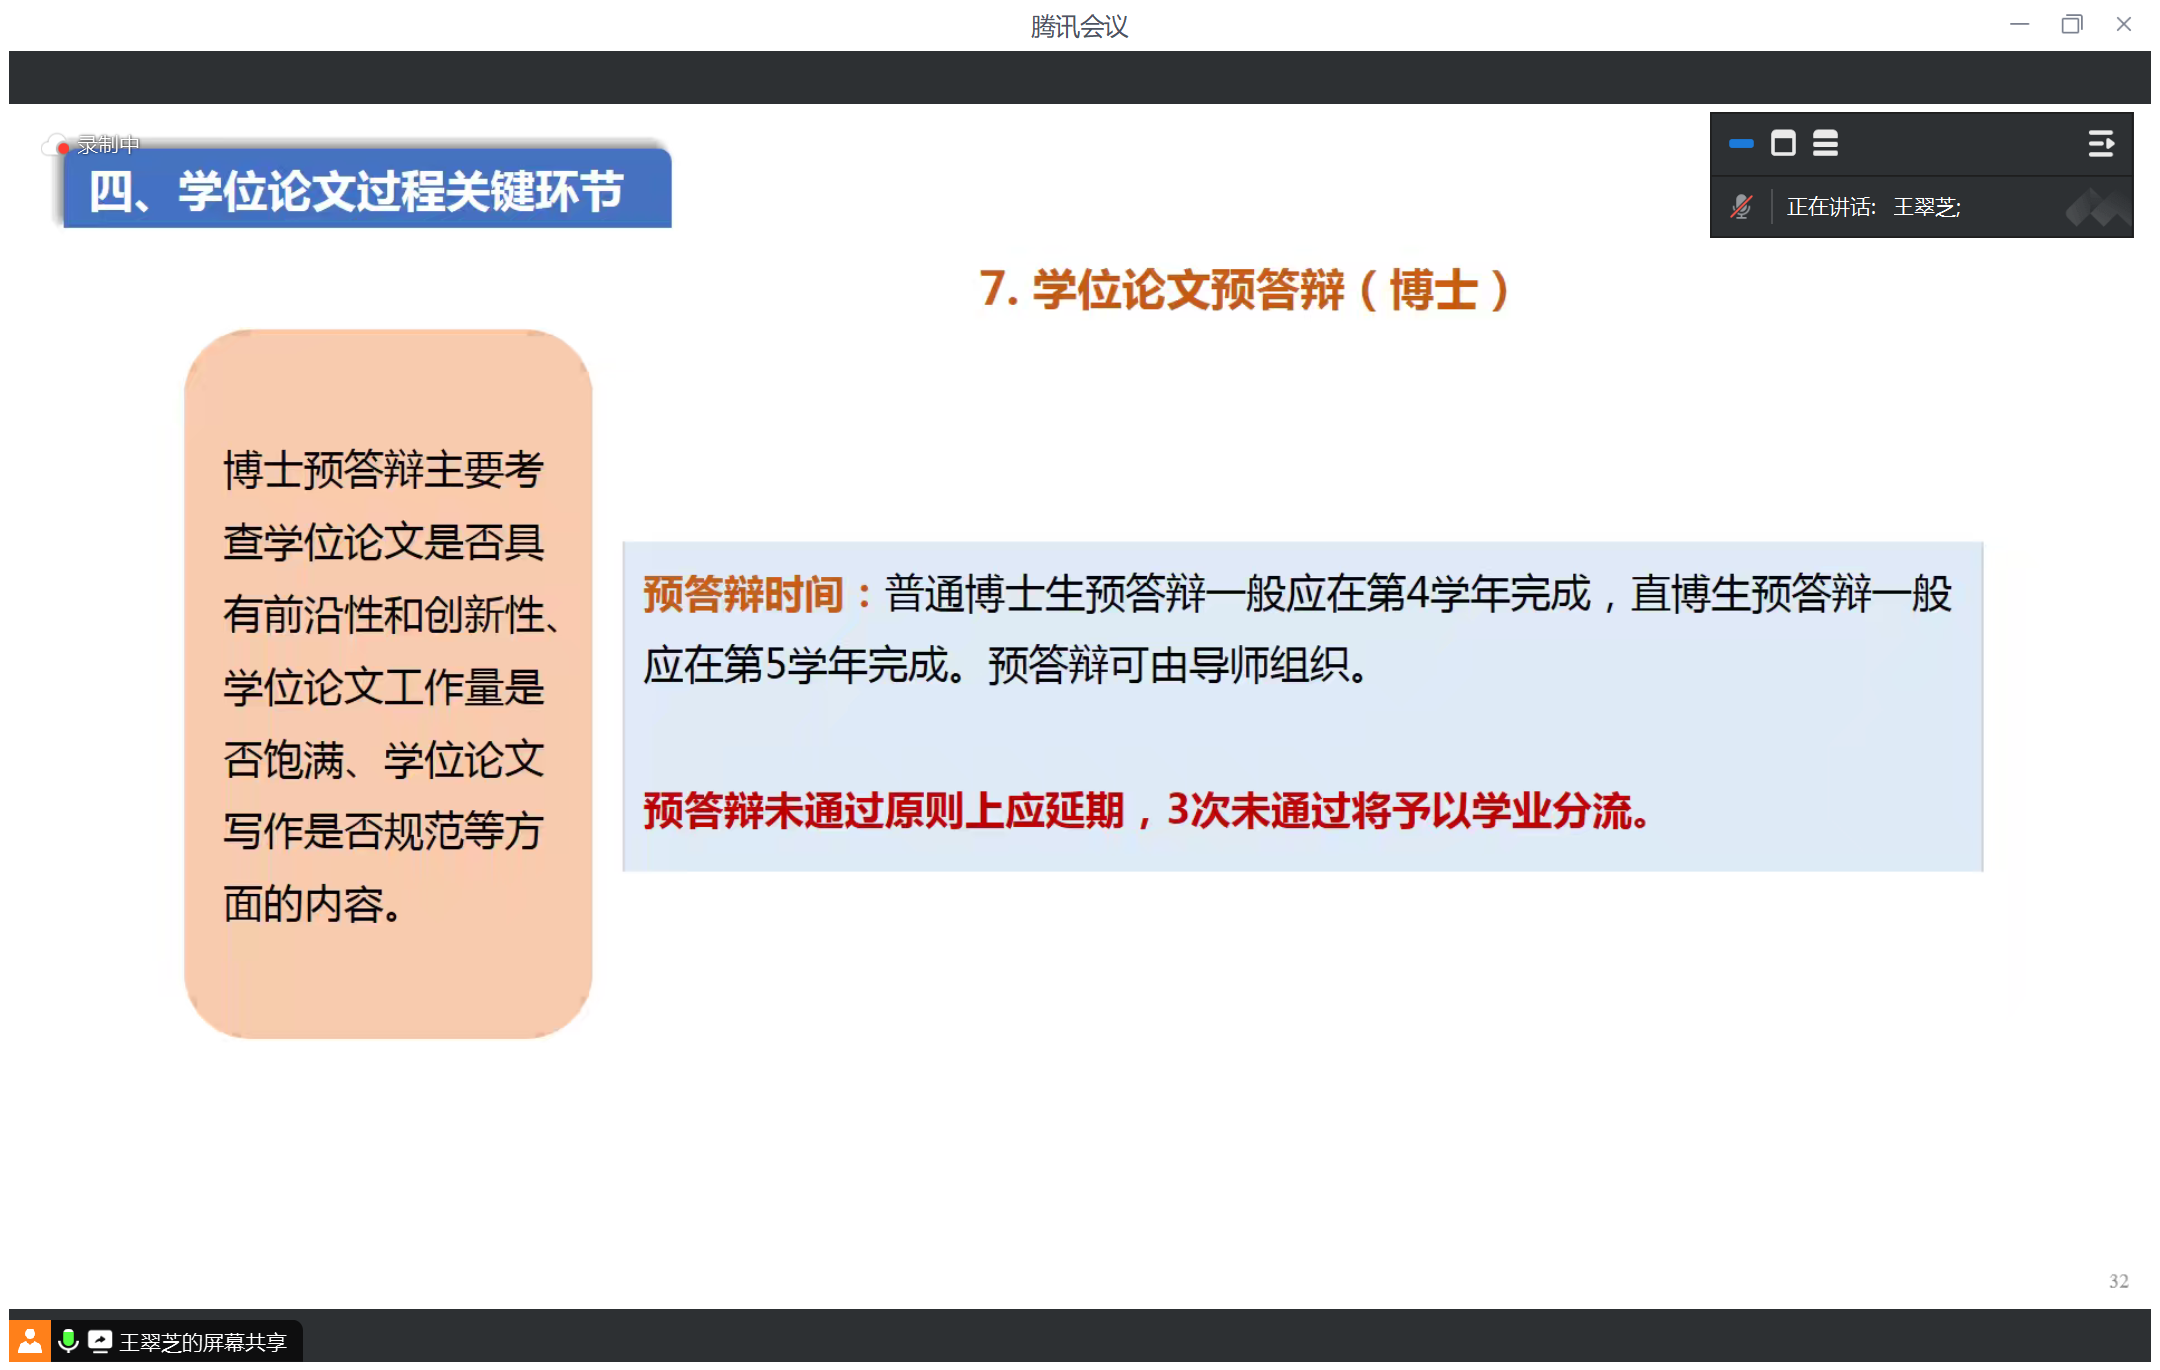 腾讯会议
录制中
四、学位论文过程关键环节
正在讲话: 王翠芝;
7. 学位论文预答辩（博士）
博士预答辩主要考
查学位论文是否具
有前沿性和创新性、
学位论文工作量是
否饱满、学位论文
写作是否规范等方
面的内容。
预答辩时间：普通博士生预答辩一般应在第4学年完成，直博生预答辩一般
应在第5学年完成。预答辩可由导师组织。
预答辩未通过原则上应延期，3次未通过将予以学业分流。
32
王翠芝的屏幕共享